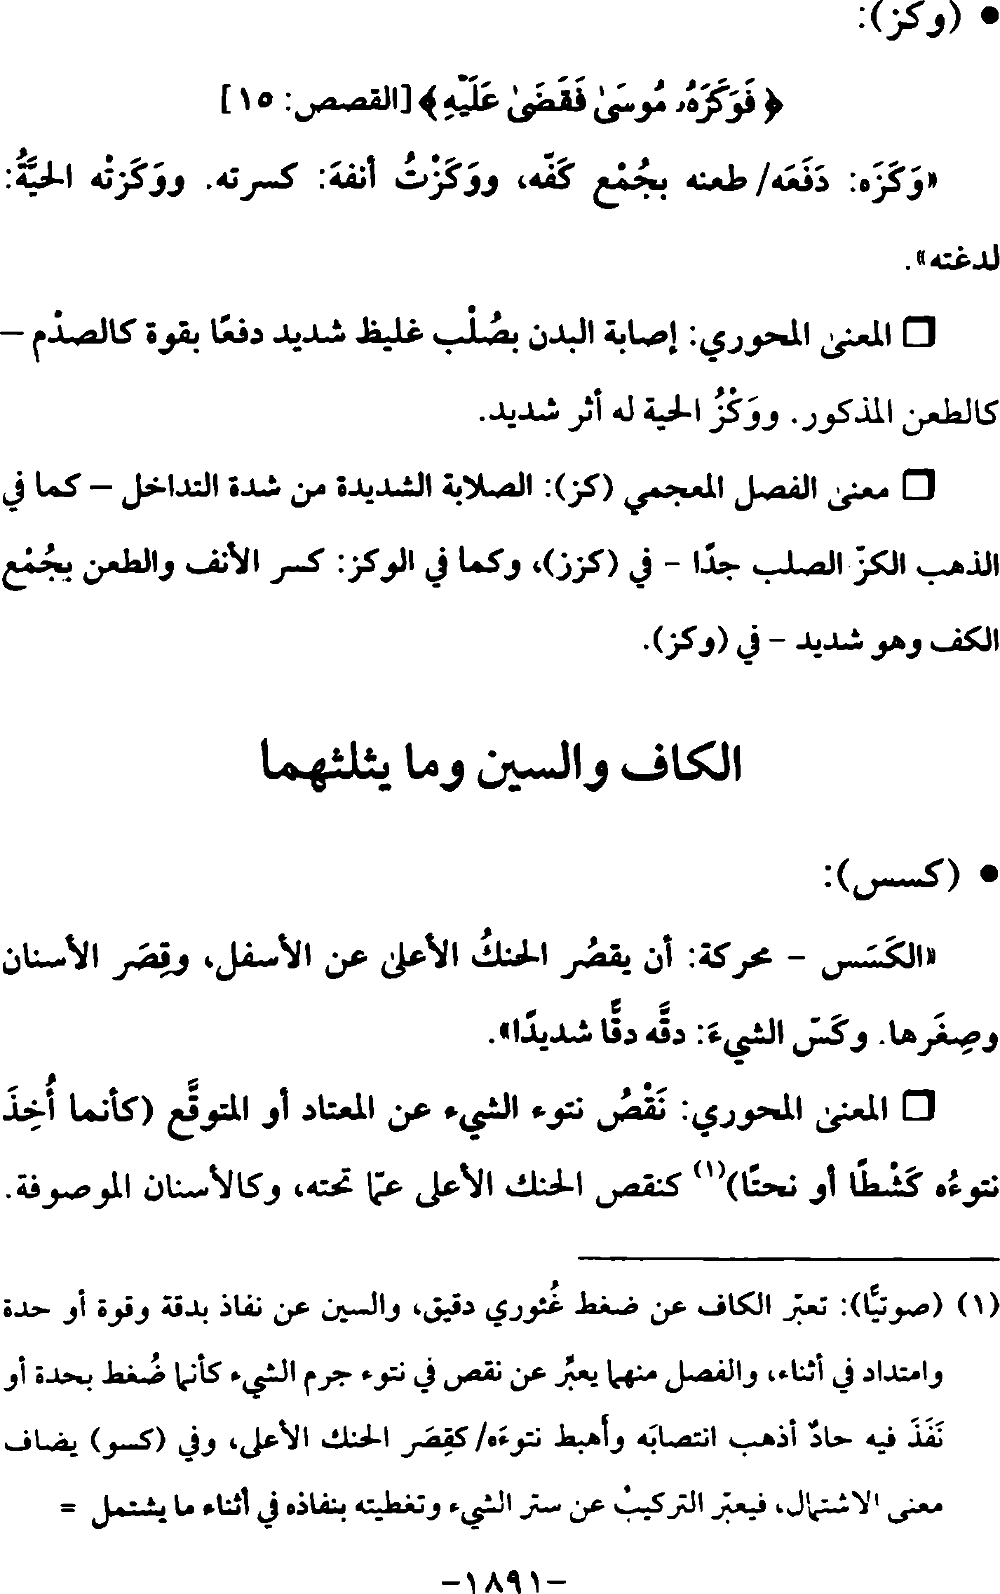 • (وكز):
﴿فَوَكَزَهُۥ مُوسَىٰ فَقَضَىٰ عَلَيْهِ﴾ [القصص: ١٥]
«وَكَزَه: دَفَعَه/ طعنه بجُمْع كَفّه، ووَكَزْتُ أنفهَ: كسرته. ووَكَزتْه الحيَّةُ:
لدغته».
❒ المعنىٰ المحوري: إصابة البدن بصُلْب غليظ شديد دفعًا بقوة كالصدْم –
كالطعن المذكور. ووَكْزُ الحية له أثر شديد.
❒ معنىٰ الفصل المعجمي (كز): الصلابة الشديدة من شدة التداخل – كما في
الذهب الكزّ الصلب جدًا - في (كزز)، وكما في الوكز: كسر الأنف والطعن بجُمْع
الكف وهو شديد - في (وكز).
الكاف والسين وما يثلثهما
• (كسس):
«الكَسَس - محركة: أن يقصُر الحنكُ الأعلىٰ عن الأسفل، وقِصَر الأسنان
وصِغَرها. وكَسّ الشيءَ: دقَّه دقًّا شديدًا».
❒ المعنىٰ المحوري: نَقْصُ نتوء الشيء عن المعتاد أو المتوقَّع (كأنما أُخِذَ
نتوءُه كَشْطًا أو نحتًا)(١) كنقص الحنك الأعلى عمّا تحته، وكالأسنان الموصوفة.
(١) (صوتيًّا): تعبّر الكاف عن ضغط غُئوري دقيق، والسين عن نفاذ بدقة وقوة أو حدة
وامتداد في أثناء، والفصل منهما يعبِّر عن نقص في نتوء جرم الشيء كأنما ضُغط بحدة أو
نَفَذَ فيه حادٌ أذهب انتصابَه وأهبط نتوءَه/كقِصَر الحنك الأعلى، وفي (كسو) يضاف
معنى الاشتمال، فيعبّر التركيبُ عن ستر الشيء وتغطيته بنفاذه في أثناء ما يشتمل =
-١٨٩١-